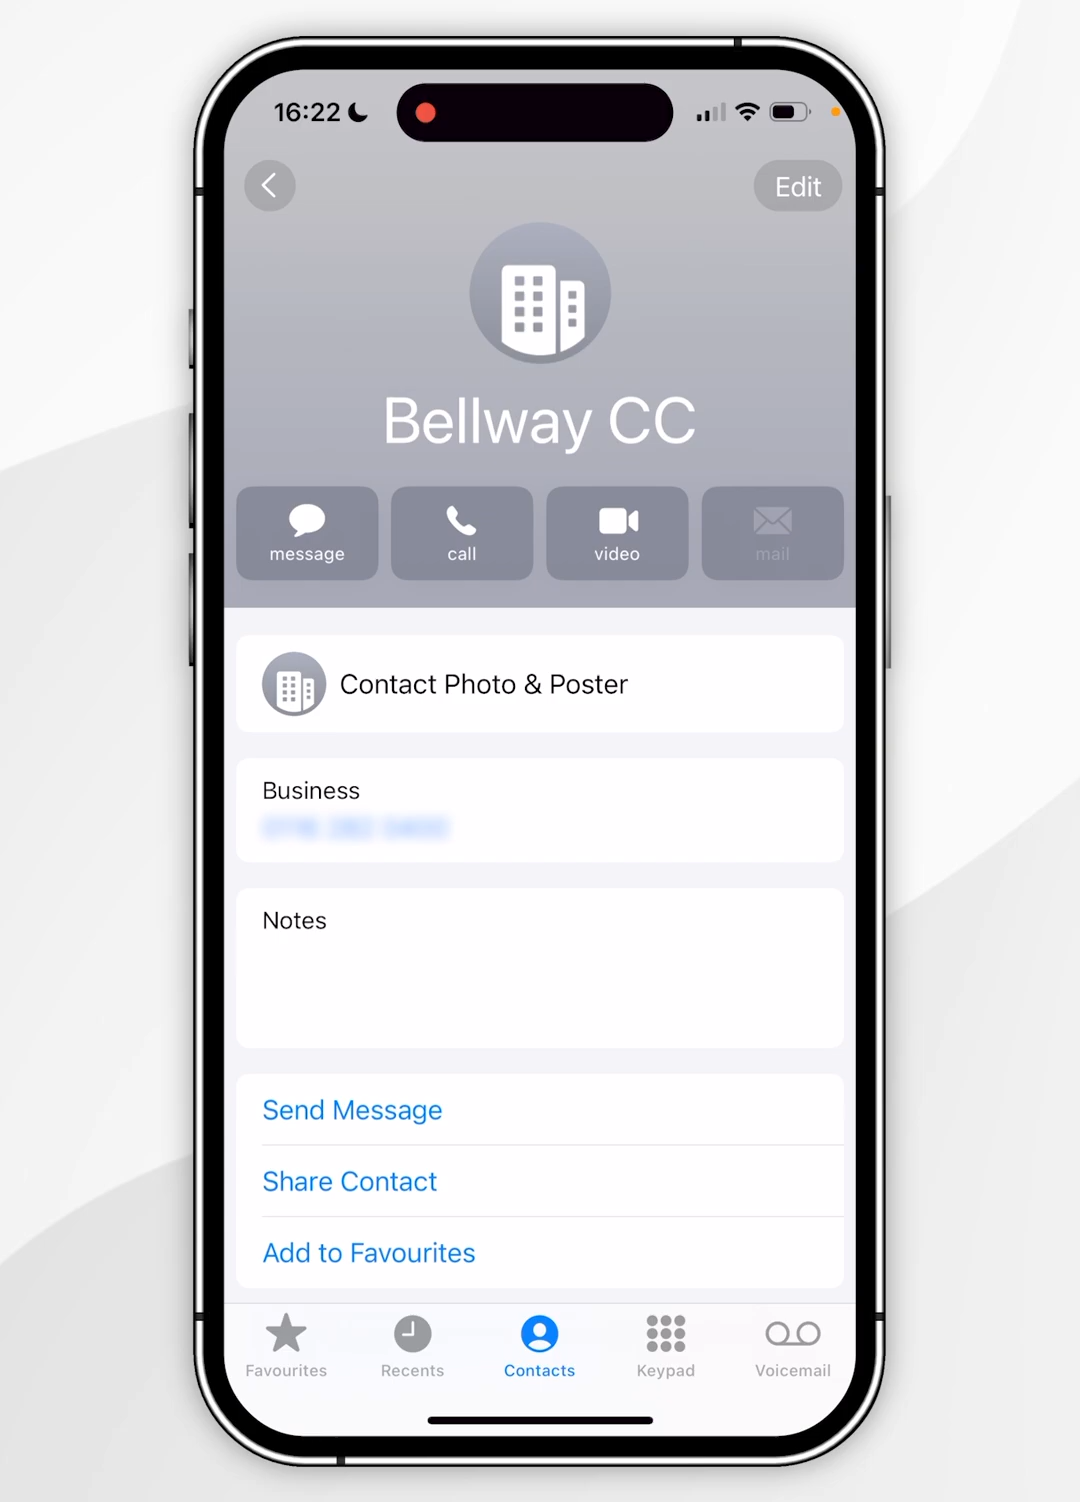 16:22
Edit
Bellway CC
message
call
video
mail
Contact Photo & Poster
Business
Notes
Send Message
Share Contact
Add to Favourites
Favourites
Recents
Contacts
Keypad
Voicemail